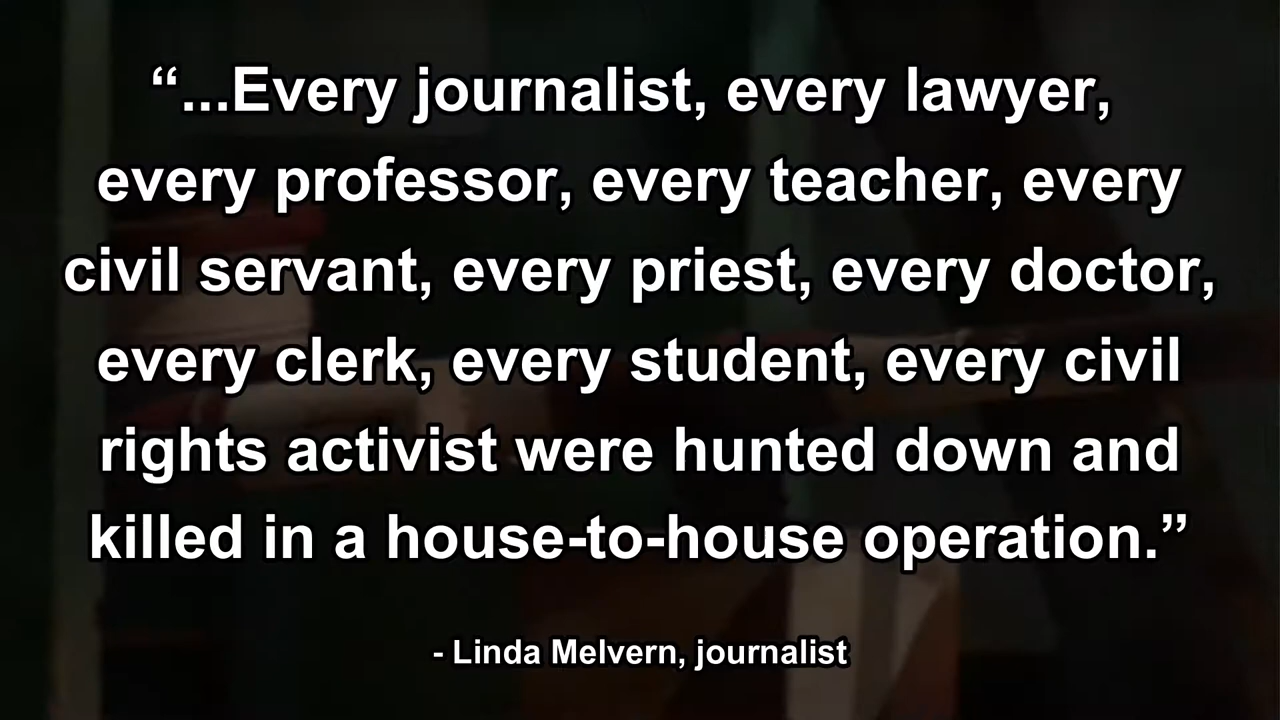 “...Every journalist, every lawyer,
every professor, every teacher, every
civil servant, every priest, every doctor,
every clerk, every student, every civil
rights activist were hunted down and
killed in a house-to-house operation.”
- Linda Melvern, journalist